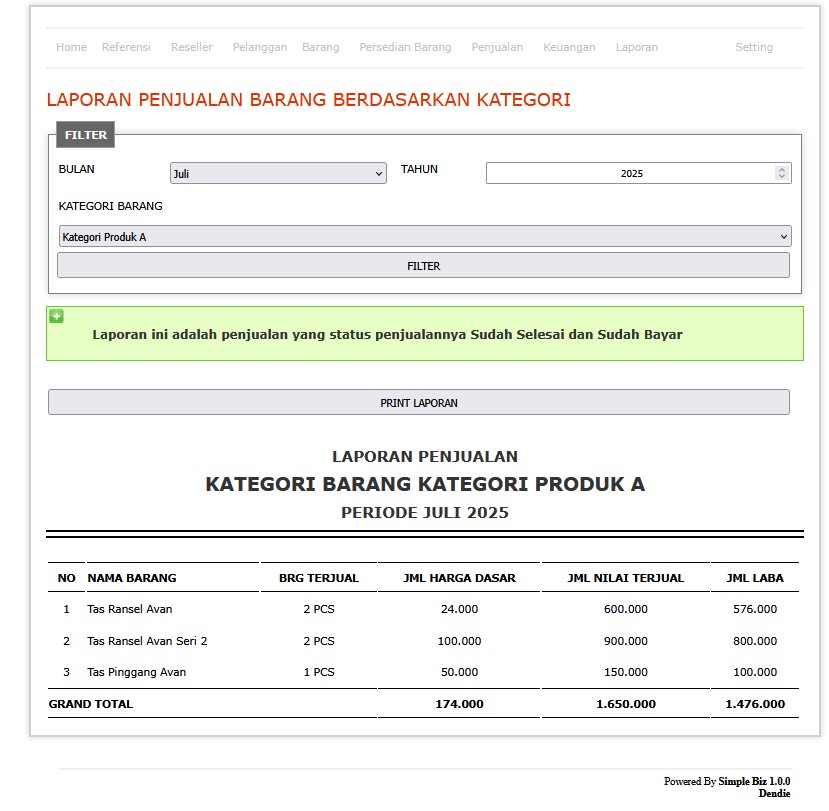 Home Referensi Reseller Pelanggan Barang Persedian Barang Penjualan Keuangan Laporan Setting
LAPORAN PENJUALAN BARANG BERDASARKAN KATEGORI
FILTER
BULAN Juli TAHUN 2025
KATEGORI BARANG
Kategori Produk A
FILTER
Laporan ini adalah penjualan yang status penjualannya Sudah Selesai dan Sudah Bayar
PRINT LAPORAN
LAPORAN PENJUALAN
KATEGORI BARANG KATEGORI PRODUK A
PERIODE JULI 2025
NO NAMA BARANG BRG TERJUAL JML HARGA DASAR JML NILAI TERJUAL JML LABA
1 Tas Ransel Avan 2 PCS 24.000 600.000 576.000
2 Tas Ransel Avan Seri 2 2 PCS 100.000 900.000 800.000
3 Tas Pinggang Avan 1 PCS 50.000 150.000 100.000
GRAND TOTAL 174.000 1.650.000 1.476.000
Powered By Simple Biz 1.0.0
Dendie